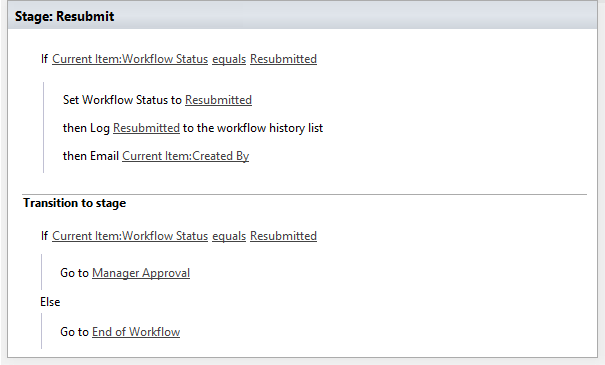 Stage: Resubmit
If Current Item:Workflow Status equals Resubmitted
Set Workflow Status to Resubmitted
then Log Resubmitted to the workflow history list
then Email Current Item:Created By
Transition to stage
If Current Item:Workflow Status equals Resubmitted
Go to Manager Approval
Else
Go to End of Workflow